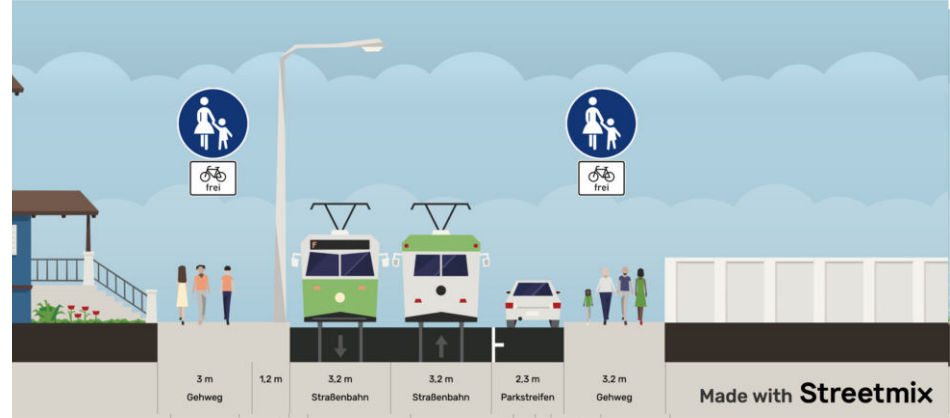 frei
frei
F
3 m
Gehweg
1,2 m
3,2 m
Straßenbahn
3,2 m
Straßenbahn
2,3 m
Parkstreifen
3,2 m
Gehweg
Made with Streetmix